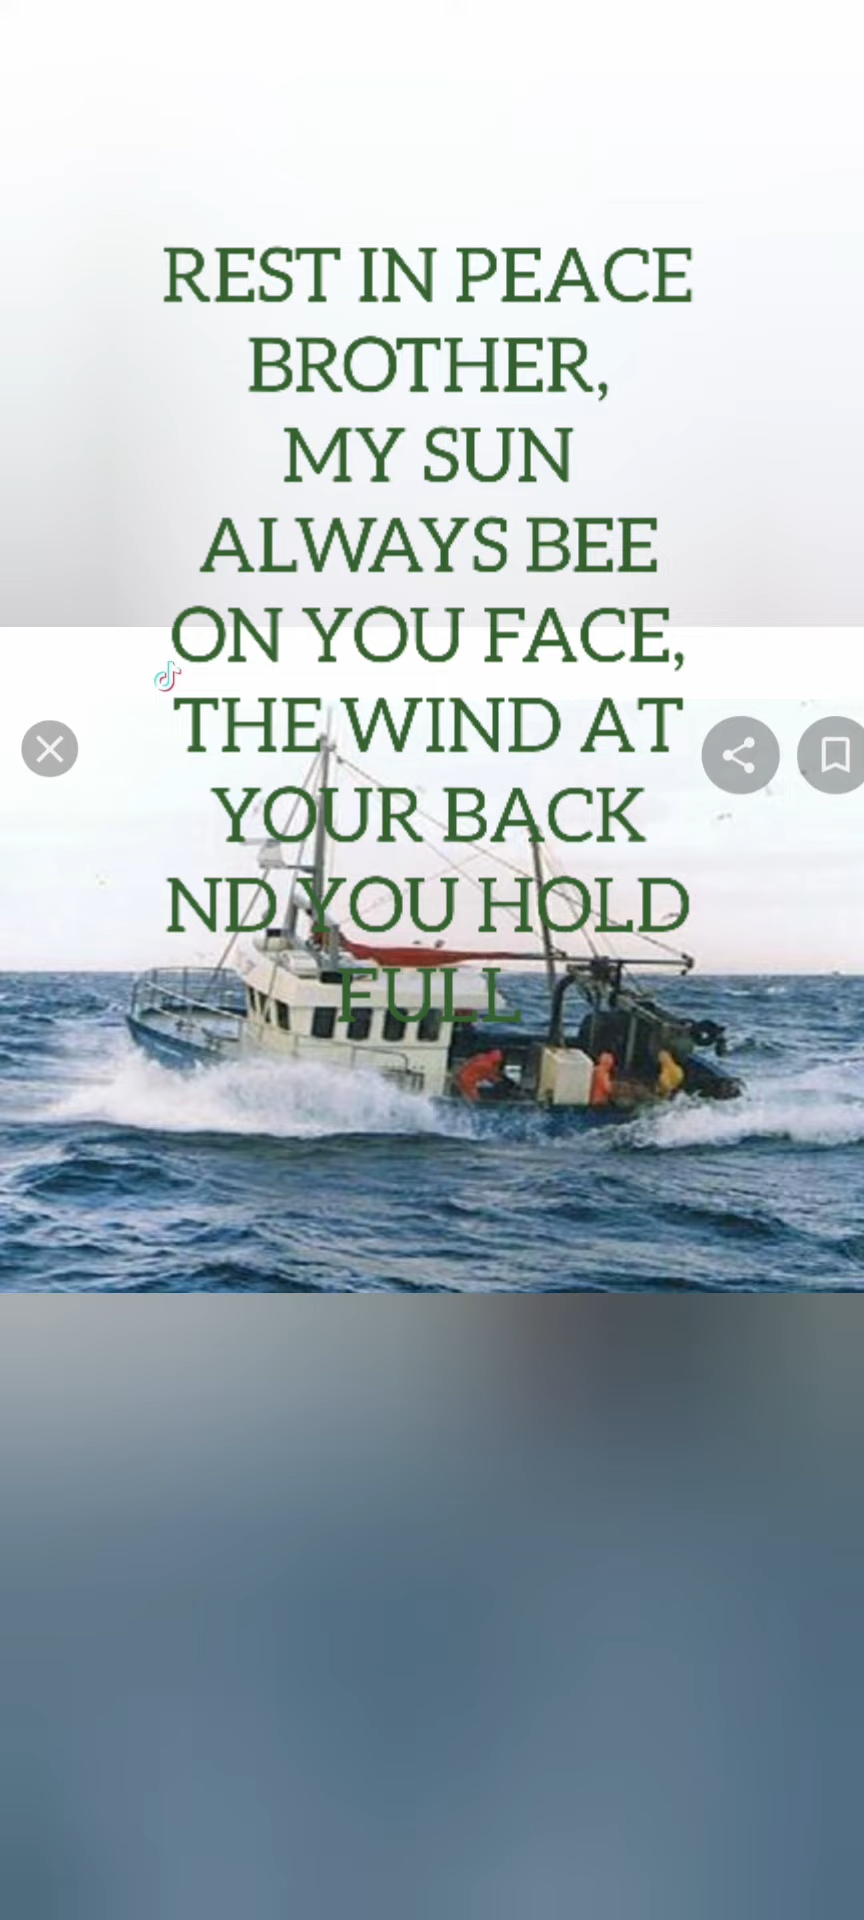 REST IN PEACE
BROTHER,
MY SUN
ALWAYS BEE
ON YOU FACE,
THE WIND AT
YOUR BACK
ND YOU HOLD
FULL